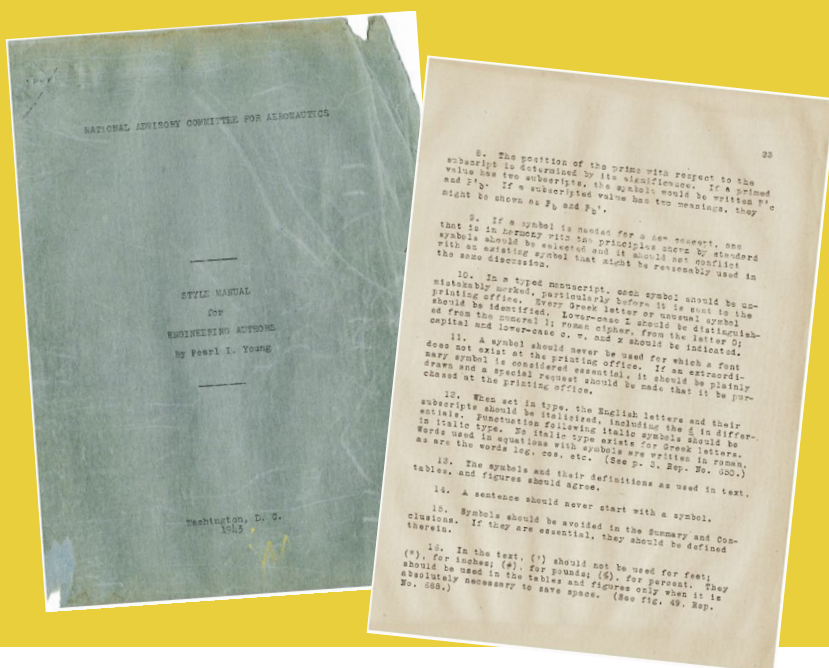 NATIONAL ADVISORY COMMITTEE FOR AERONAUTICS
STYLE MANUAL
for
ENGINEERING AUTHORS
By Pearl I. Young
Washington, D. C.
1943
23
8. The position of the prime with respect to the
subscript is determined by its significance. If a primed
value has two subscripts, the symbols would be written P'c
and P'b. If a subscripted value has two meanings, they
might be shown as Pb and Pb'.
9. If a symbol is needed for a new concept, one
that is in harmony with the principles shown by standard
symbols should be selected and it should not conflict
with an existing symbol that might be reasonably used in
the same discussion.
10. In a typed manuscript, each symbol should be un-
mistakably marked, particularly before it is sent to the
printing office. Every Greek letter or unusual symbol
should be identified. Lower-case L should be distinguish-
ed from the numeral 1; roman cipher, from the letter O;
capital and lower-case c, w, and x should be indicated.
11. A symbol should never be used for which a font
does not exist at the printing office. If an extraordi-
mary symbol is considered essential, it should be plainly
drawn and a special request should be made that it be pur-
chased at the printing office.
12. When set in type, the English letters and their
subscripts should be italicized, including the d in differ-
entials. Punctuation following italic symbols should be
in italic type. No italic type exists for Greek letters.
Words used in equations with symbols are written in roman,
as are the words log, cos, etc. (See p. 3, Rep. No. 650.)
13. The symbols and their definitions as used in text,
tables, and figures should agree.
14. A sentence should never start with a symbol.
15. Symbols should be avoided in the Summary and Con-
clusions. If they are essential, they should be defined
therein.
16. In the text, (') should not be used for feet;
("), for inches; (#), for pounds; (%), for percent. They
should be used in the tables and figures only when it is
absolutely necessary to save space. (See fig. 49, Rep.
No. 668.)